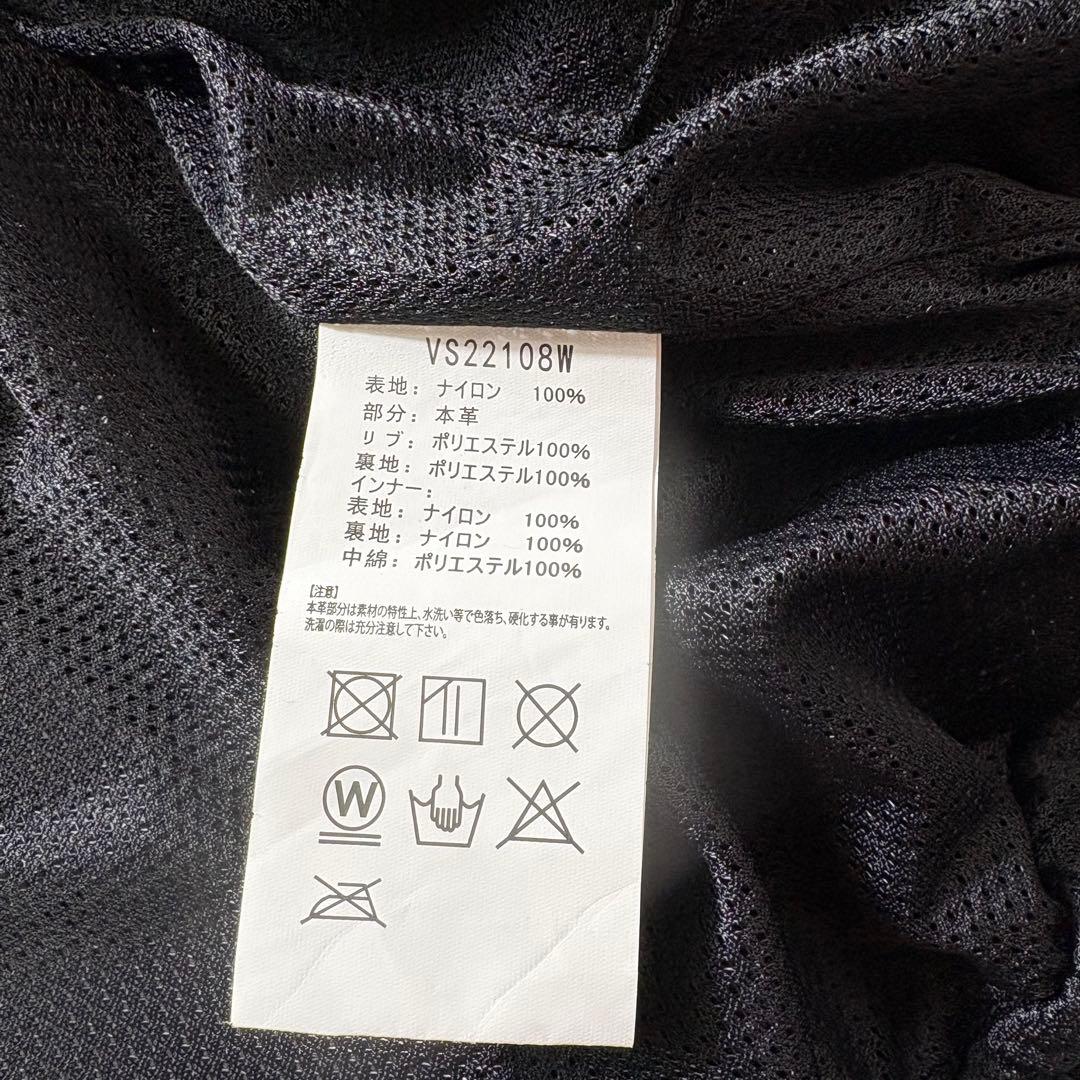 VS22108W
表地: ナイロン 100%
部分: 本革
リブ: ポリエステル100%
裏地: ポリエステル100%
インナー:
表地: ナイロン 100%
裏地: ナイロン 100%
中綿: ポリエステル100%
【注意】
本革部分は素材の特性上、水洗い等で色落ち、硬化する事が有ります。
洗濯の際は充分注意して下さい。
W